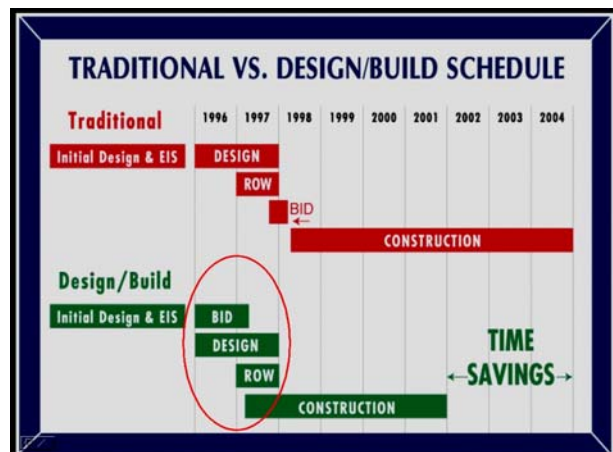 TRADITIONAL VS. DESIGN/BUILD SCHEDULE
Traditional
1996 1997 1998 1999 2000 2001 2002 2003 2004
Initial Design & EIS DESIGN
ROW
BID
←
CONSTRUCTION
Design/Build
Initial Design & EIS BID
DESIGN
ROW
CONSTRUCTION
TIME
←SAVINGS→